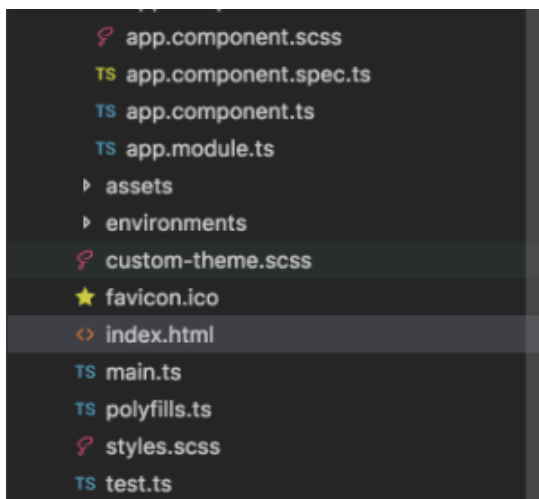 app.component.scss
TS app.component.spec.ts
TS app.component.ts
TS app.module.ts
assets
environments
custom-theme.scss
favicon.ico
<> index.html
TS main.ts
TS polyfills.ts
styles.scss
TS test.ts